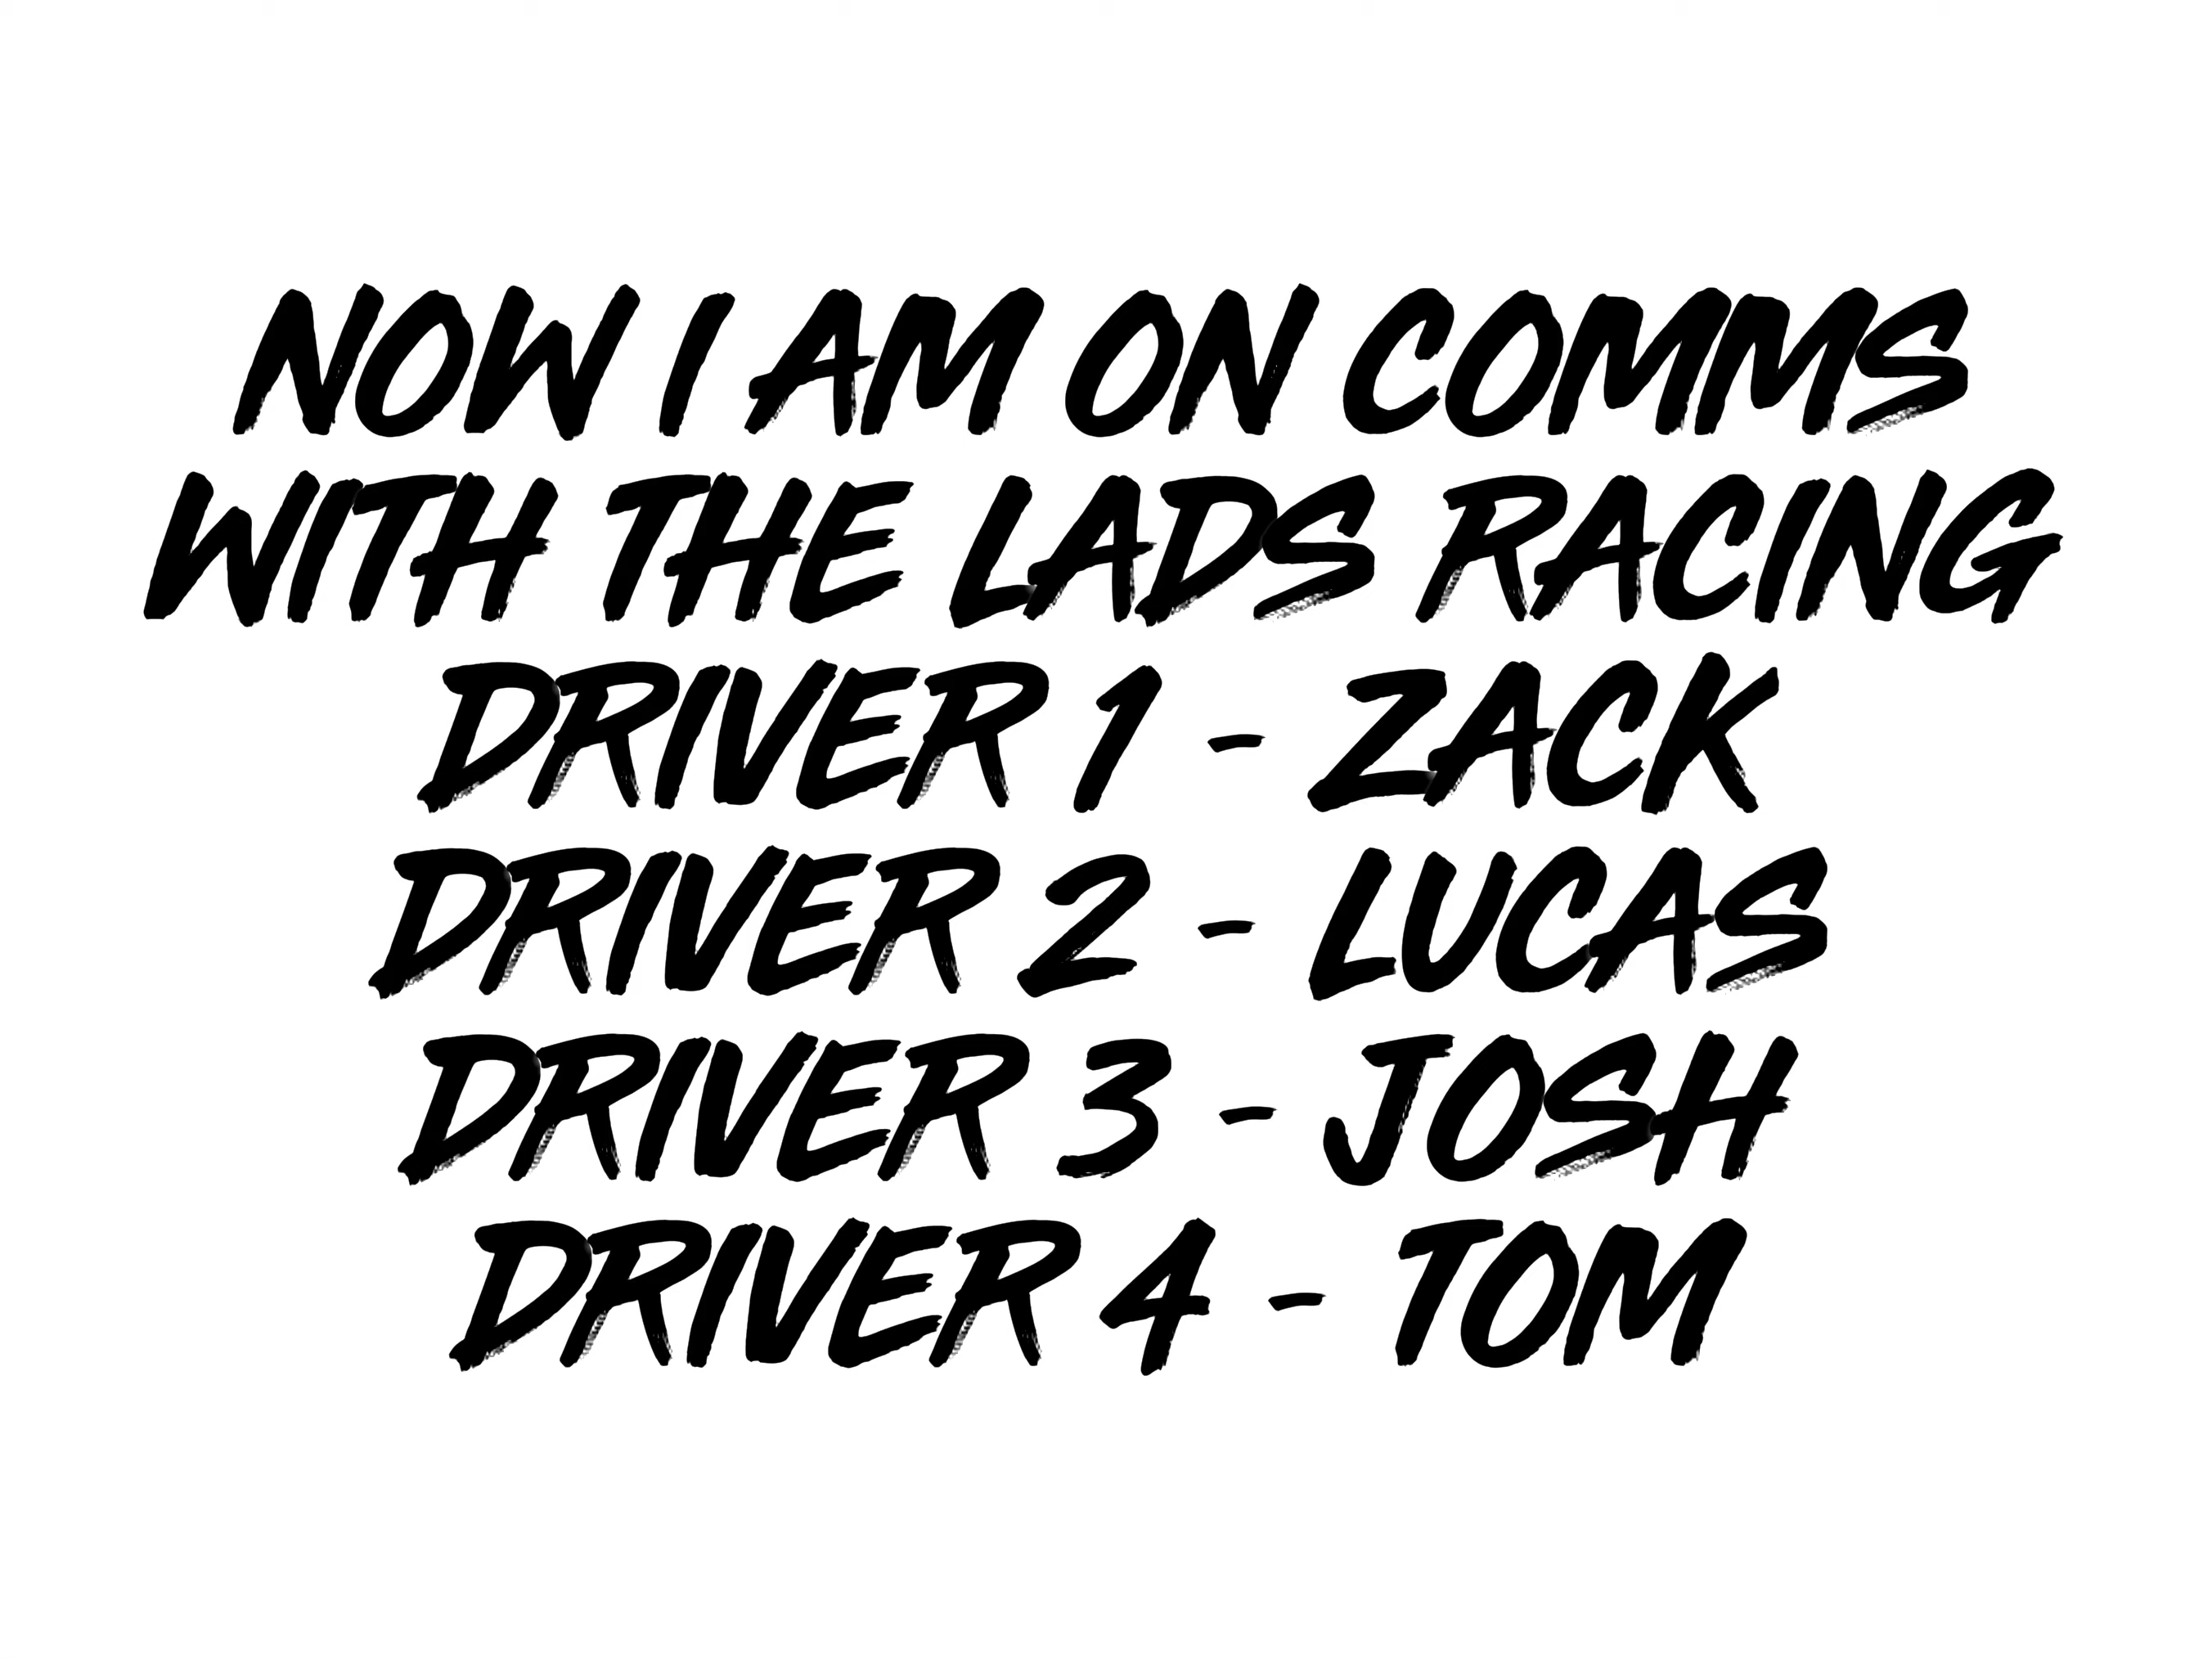 NOW I AM ON COMMS
WITH THE LADS RACING
DRIVER 1 - ZACK
DRIVER 2 - LUCAS
DRIVER 3 - JOSH
DRIVER 4 - TOM